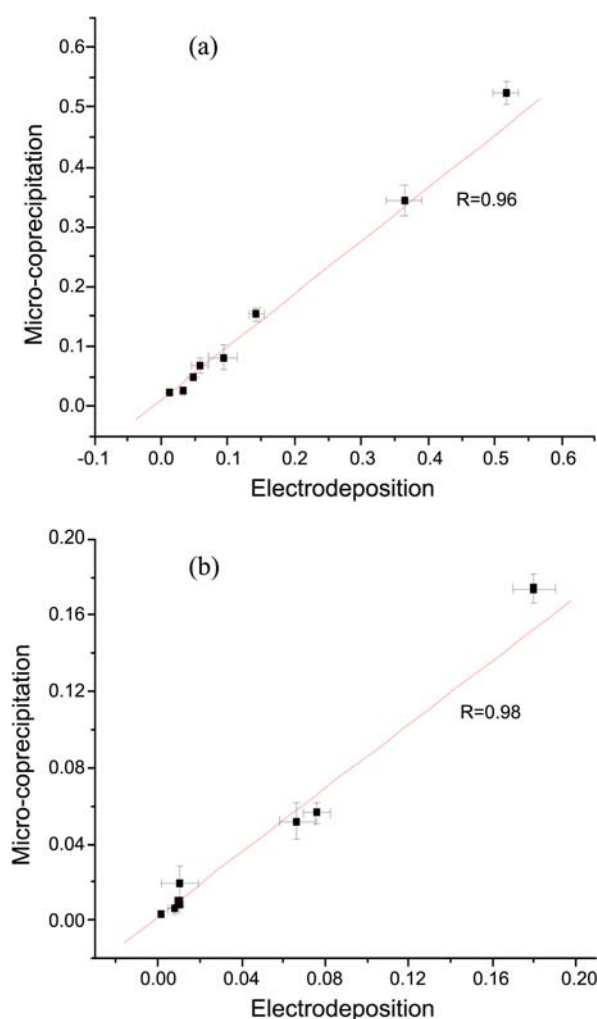 (a)
0.6
0.5
0.4
0.3
0.2
0.1
0.0
Micro-coprecipitation
R=0.96
-0.1 0.0 0.1 0.2 0.3 0.4 0.5 0.6
Electrodeposition
(b)
0.20
0.16
0.12
0.08
0.04
0.00
Micro-coprecipitation
R=0.98
0.00 0.04 0.08 0.12 0.16 0.20
Electrodeposition